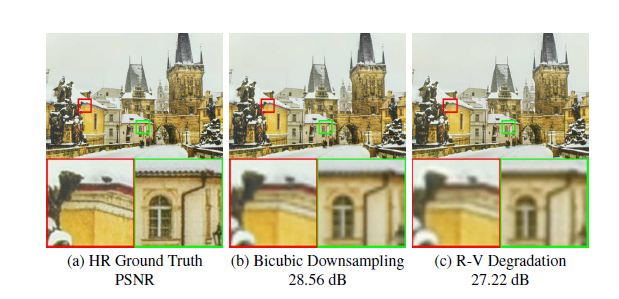 (a) HR Ground Truth
PSNR
(b) Bicubic Downsampling
28.56 dB
(c) R-V Degradation
27.22 dB